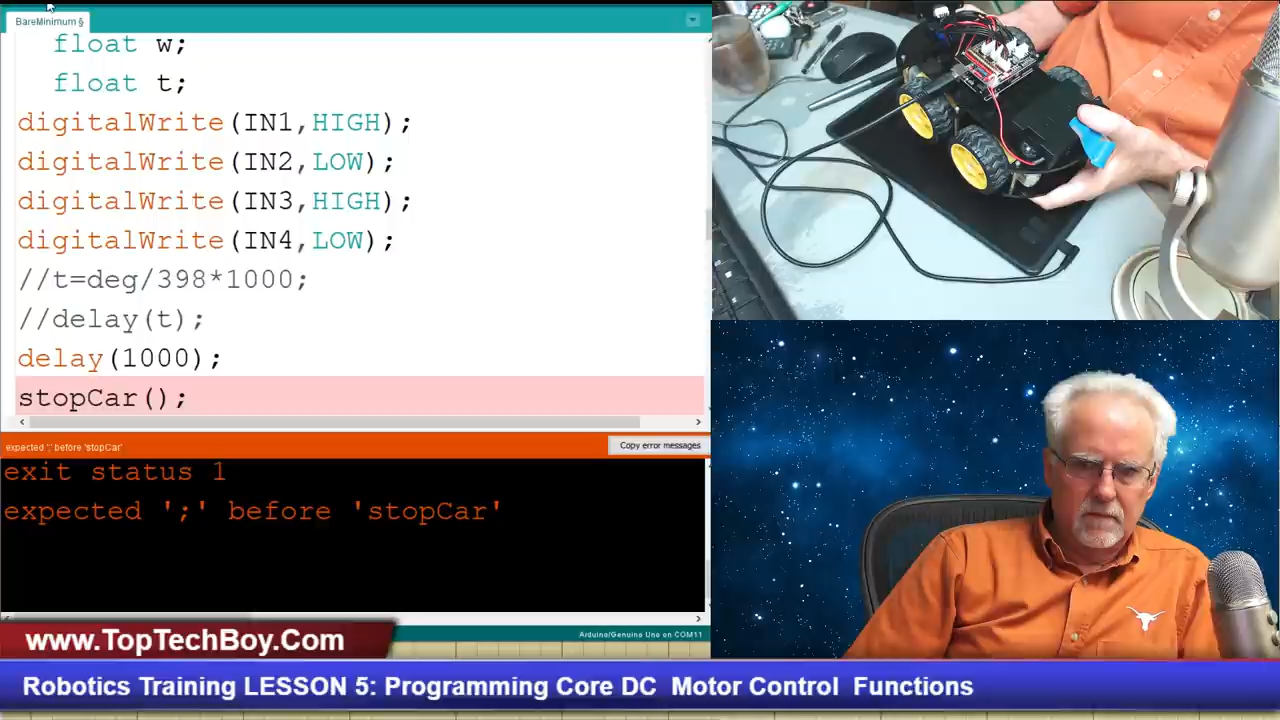 BareMinimum §
float w;
float t;
digitalWrite(IN1,HIGH);
digitalWrite(IN2,LOW);
digitalWrite(IN3,HIGH);
digitalWrite(IN4,LOW);
//t=deg/398*1000;
//delay(t);
delay(1000);
stopCar();
expected ';' before 'stopCar'
Copy error messages
exit status 1
expected ';' before 'stopCar'
Arduino/Genuino Uno on COM11
www.TopTechBoy.Com
Robotics Training LESSON 5: Programming Core DC Motor Control Functions